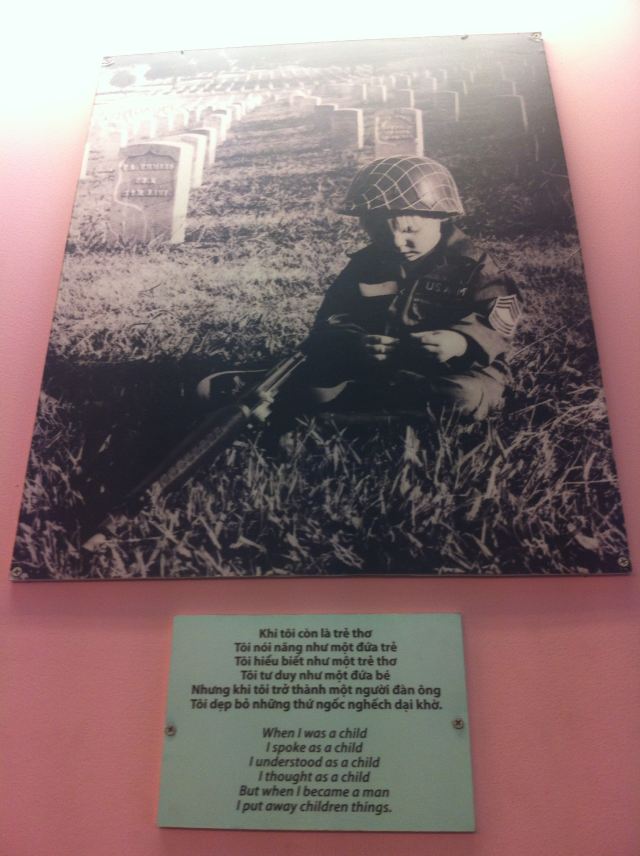 U.S. ARM
Khi tôi còn là trẻ thơ
Tôi nói năng như một đứa trẻ
Tôi hiểu biết như một trẻ thơ
Tôi tư duy như một đứa bé
Nhưng khi tôi trở thành một người đàn ông
Tôi dẹp bỏ những thứ ngốc nghếch dại khờ.
When I was a child
I spoke as a child
I understood as a child
I thought as a child
But when I became a man
I put away children things.